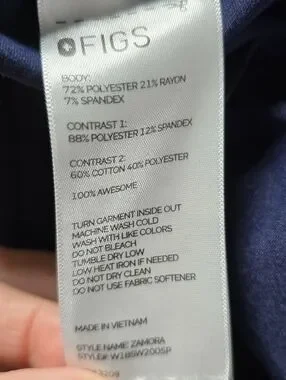 FIGS
BODY:
72% POLYESTER 21% RAYON
7% SPANDEX
CONTRAST 1:
88% POLYESTER 12% SPANDEX
CONTRAST 2:
60% COTTON 40% POLYESTER
100% AWESOME
TURN GARMENT INSIDE OUT
MACHINE WASH COLD
WASH WITH LIKE COLORS
DO NOT BLEACH
TUMBLE DRY LOW
LOW HEAT IRON IF NEEDED
DO NOT DRY CLEAN
DO NOT USE FABRIC SOFTENER
MADE IN VIETNAM
STYLE NAME: ZAMORA
STYLE#: W18SW2005P